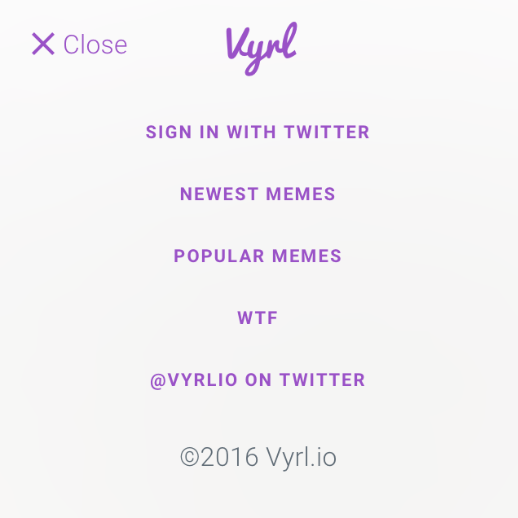 Close
Vyrl
SIGN IN WITH TWITTER
NEWEST MEMES
POPULAR MEMES
WTF
@VYRLIO ON TWITTER
©2016 Vyrl.io